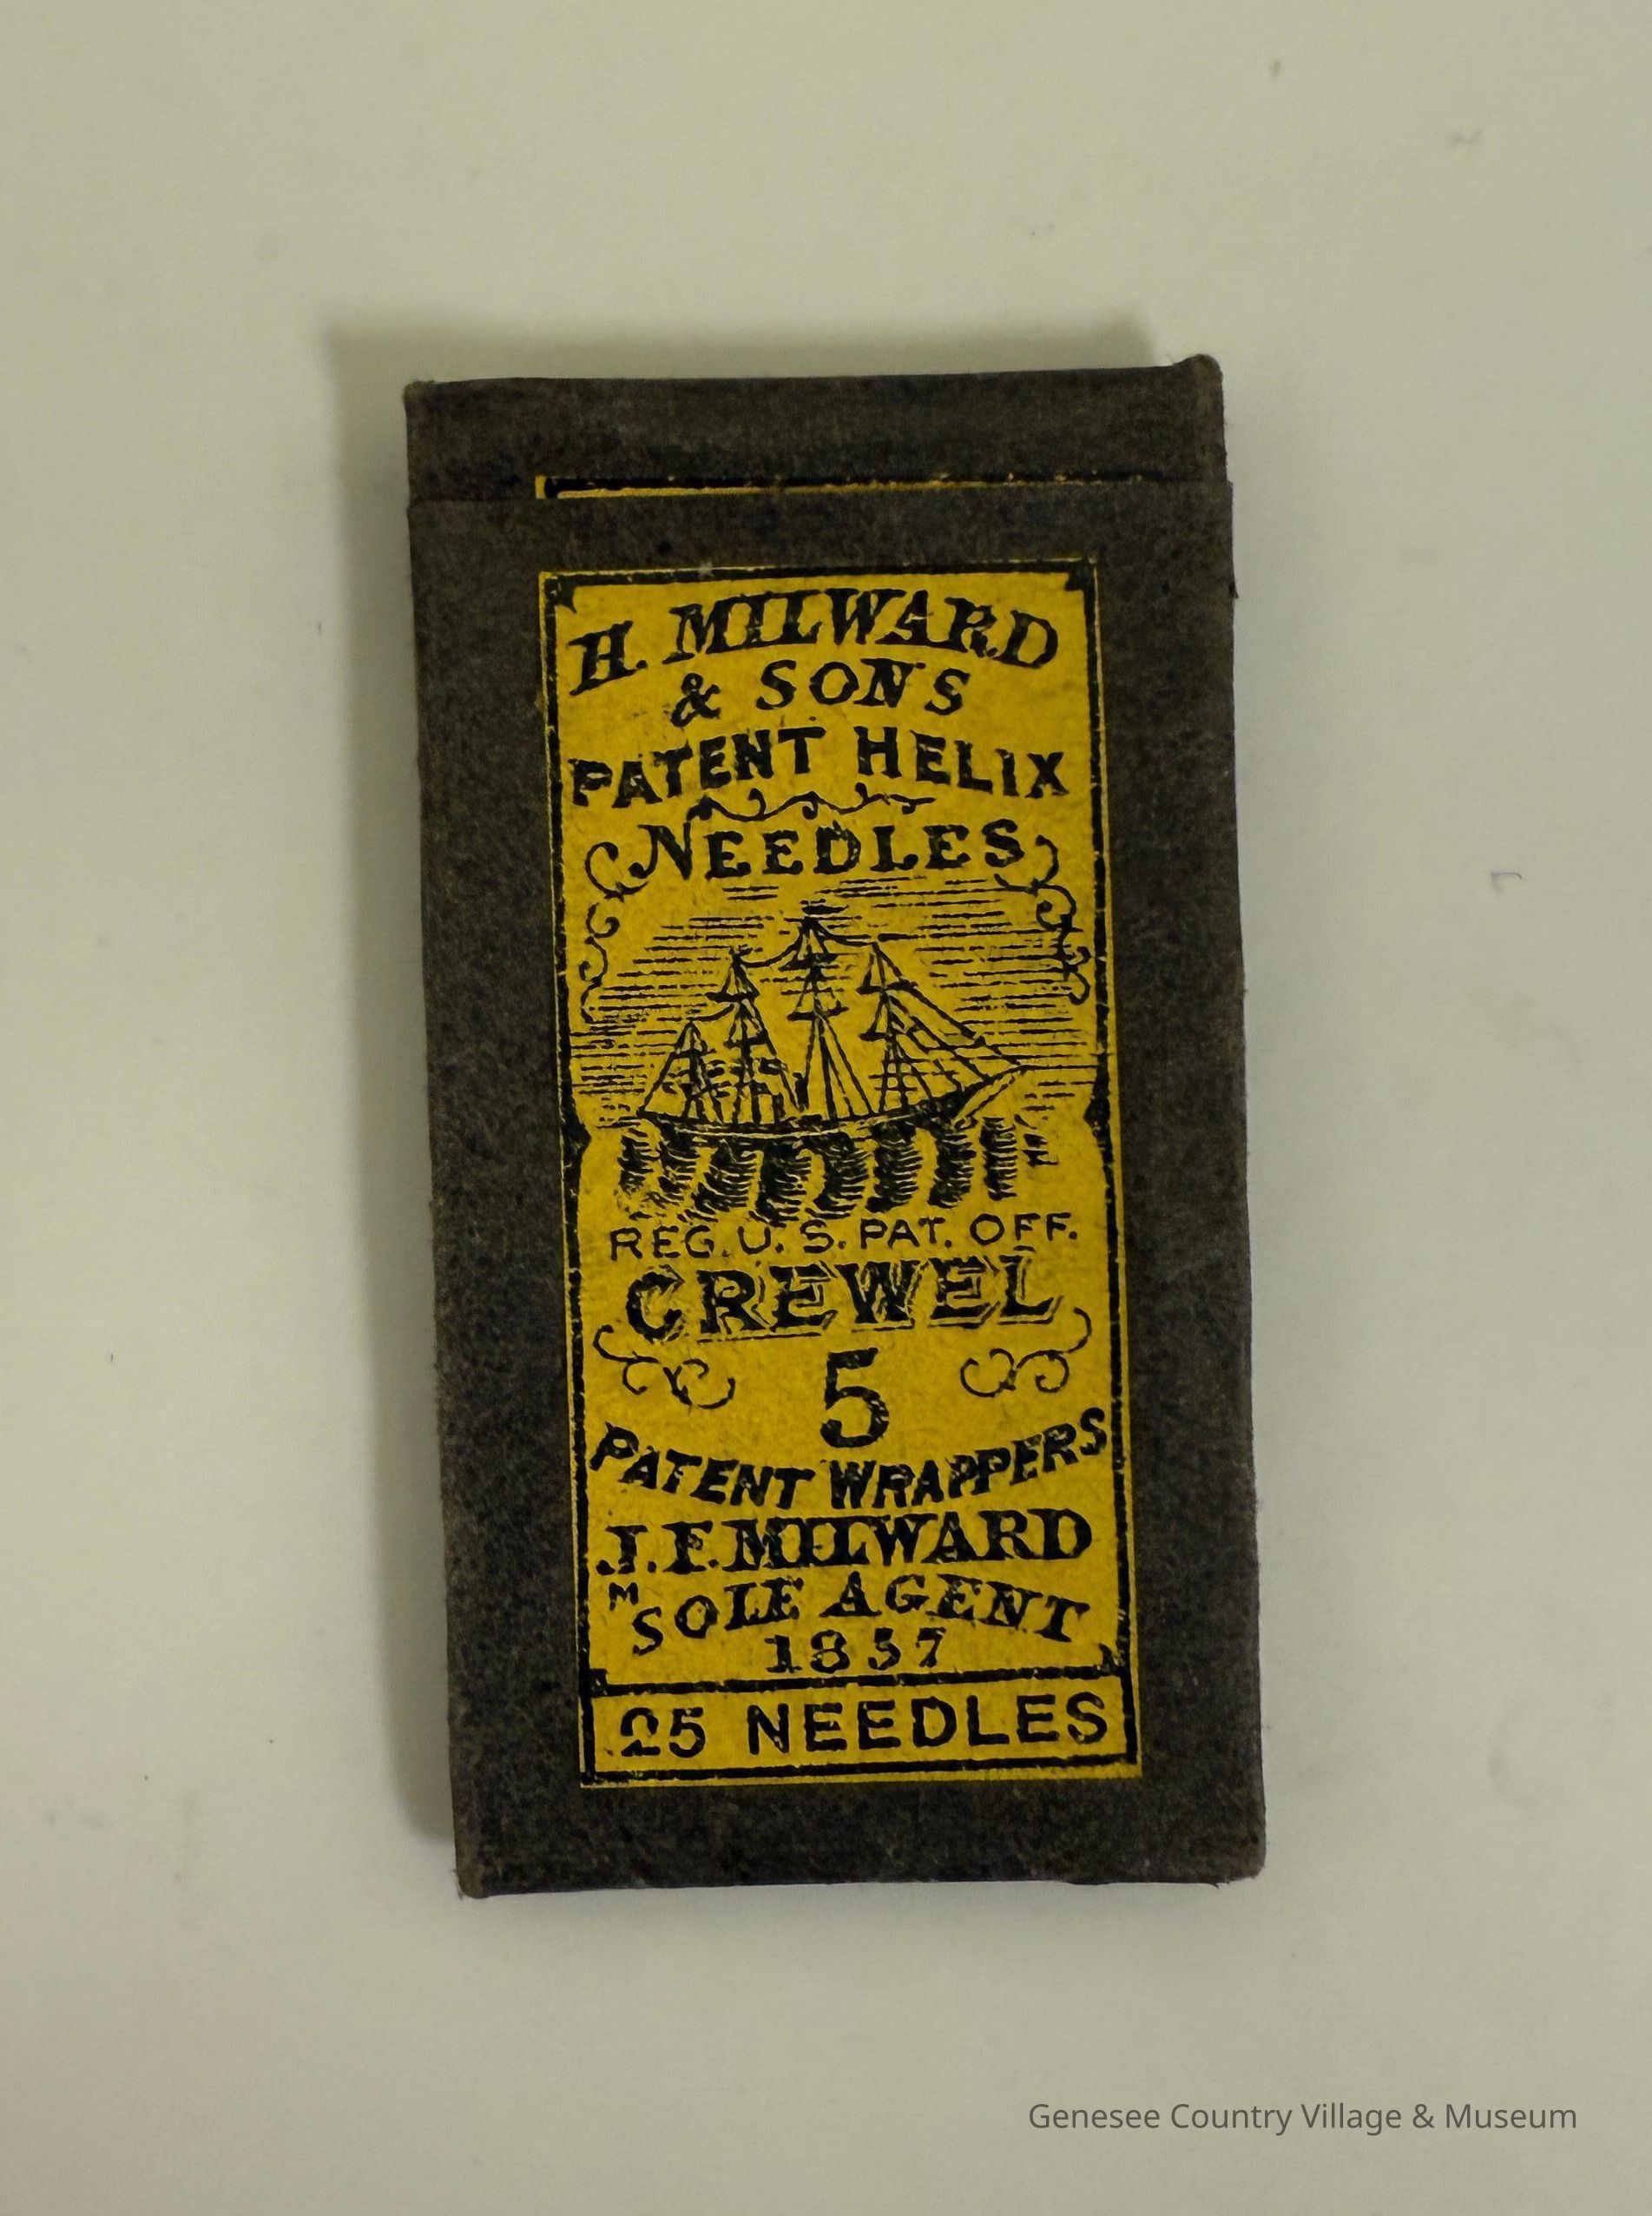 H. MILWARD
& SONS
PATENT HELIX
NEEDLES
REG. U. S. PAT. OFF.
CREWEL
5
PATENT WRAPPERS
J. F. MILWARD
M
SOLE AGENT
1857
25 NEEDLES
Genesee Country Village & Museum